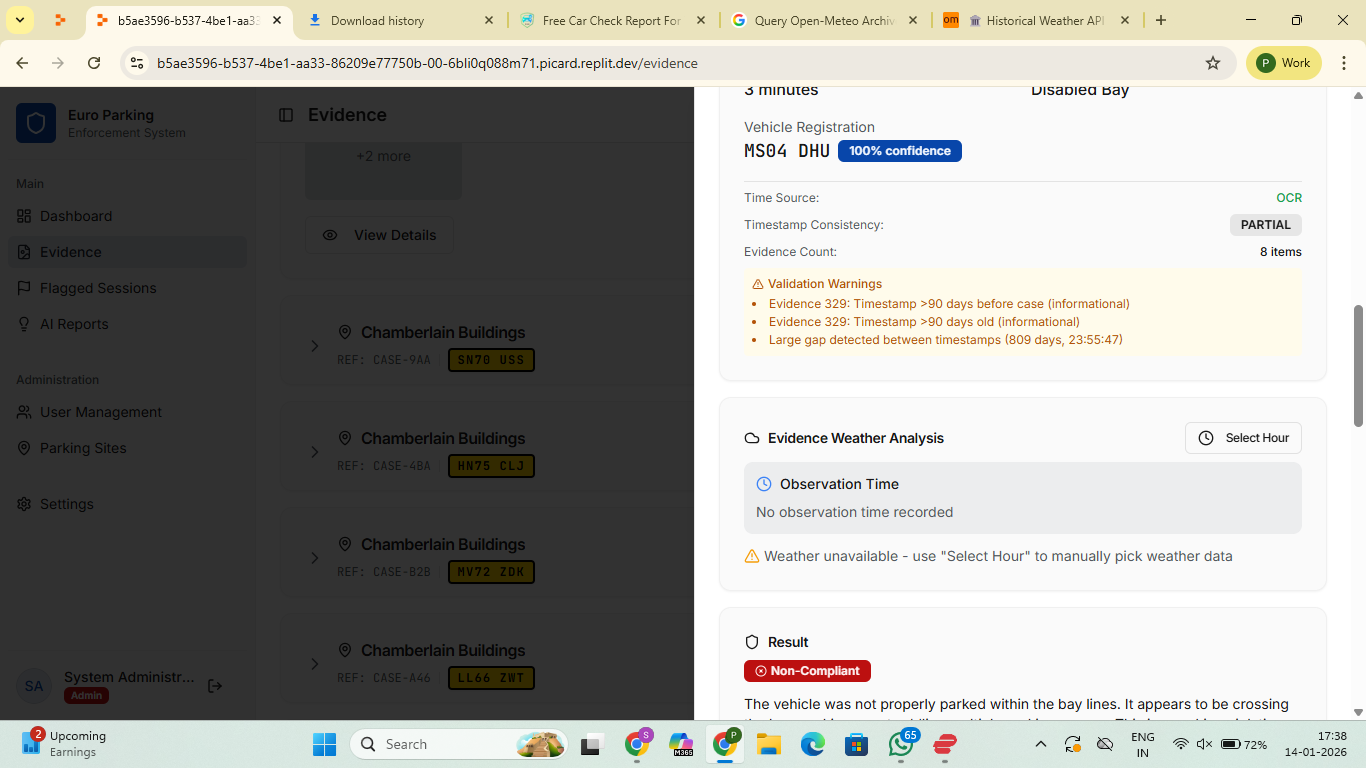 b5ae3596-b537-4be1-aa33
Download history
Free Car Check Report For
Query Open-Meteo Archiv
om
Historical Weather API
b5ae3596-b537-4be1-aa33-86209e77750b-00-6bli0q088m71.picard.replit.dev/evidence
P Work
Euro Parking
Enforcement System
Main
Dashboard
Evidence
Flagged Sessions
AI Reports
Administration
User Management
Parking Sites
Settings
SA
System Administr...
Admin
Evidence
+2 more
View Details
Chamberlain Buildings
REF: CASE-9AA
SN70 USS
Chamberlain Buildings
REF: CASE-4BA
HN75 CLJ
Chamberlain Buildings
REF: CASE-B2B
MV72 ZDK
Chamberlain Buildings
REF: CASE-A46
LL66 ZWT
3 minutes
Disabled Bay
Vehicle Registration
MS04 DHU
100% confidence
Time Source:
OCR
Timestamp Consistency:
PARTIAL
Evidence Count:
8 items
Validation Warnings
Evidence 329: Timestamp >90 days before case (informational)
Evidence 329: Timestamp >90 days old (informational)
Large gap detected between timestamps (809 days, 23:55:47)
Evidence Weather Analysis
Select Hour
Observation Time
No observation time recorded
Weather unavailable - use "Select Hour" to manually pick weather data
Result
Non-Compliant
The vehicle was not properly parked within the bay lines. It appears to be crossing
2
Upcoming
Earnings
Search
S
M365
P
65
ENG
IN
72%
17:38
14-01-2026